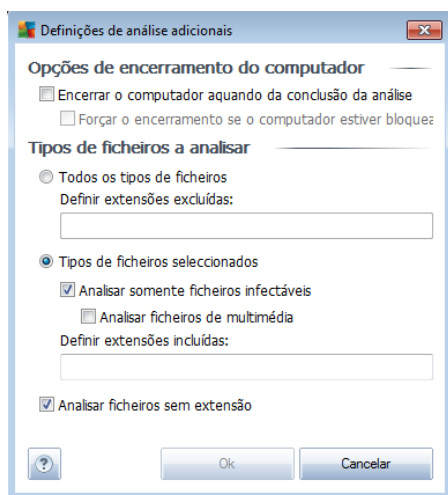 Definições de análise adicionais
Opções de encerramento do computador
Encerrar o computador aquando da conclusão da análise
Forçar o encerramento se o computador estiver bloquea
Tipos de ficheiros a analisar
Todos os tipos de ficheiros
Definir extensões excluídas:
Tipos de ficheiros seleccionados
Analisar somente ficheiros infectáveis
Analisar ficheiros de multimédia
Definir extensões incluídas:
Analisar ficheiros sem extensão
?
Ok
Cancelar